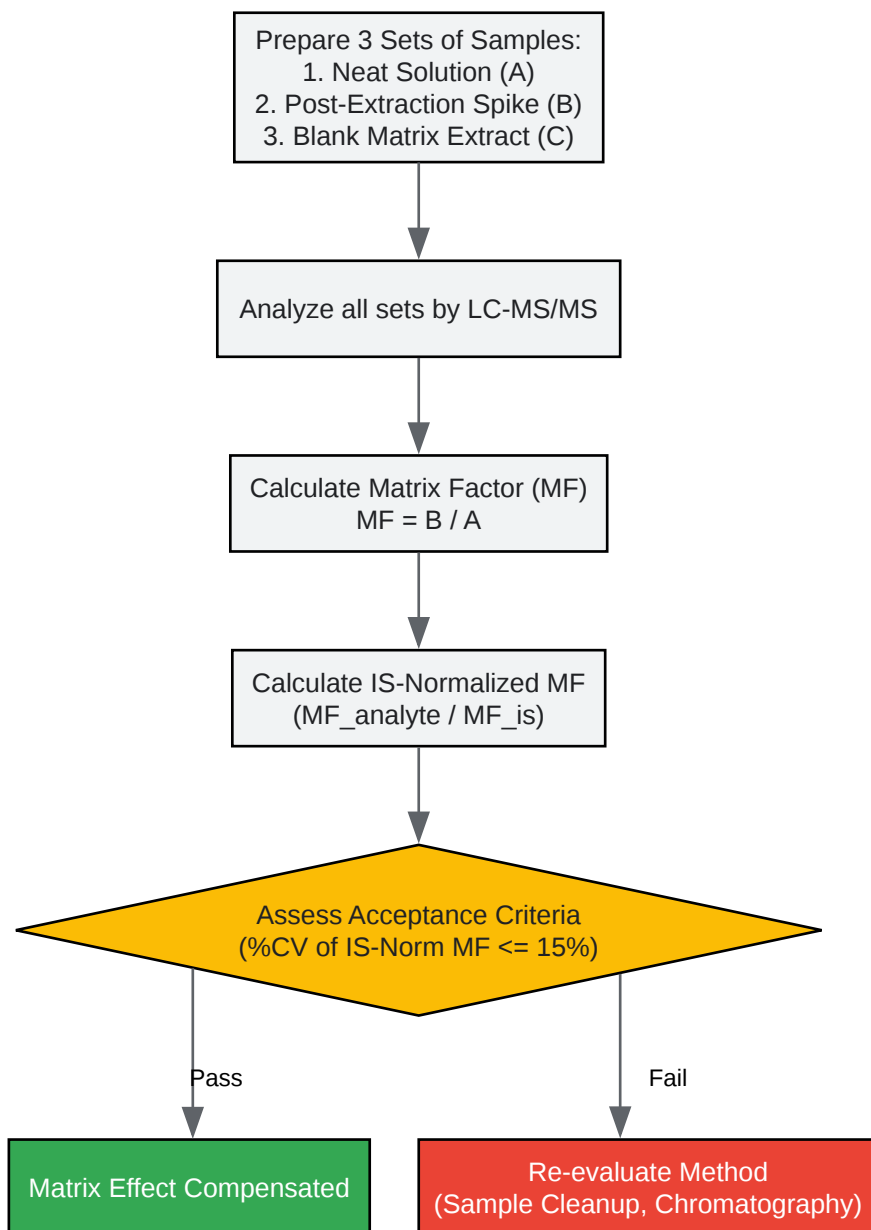 Prepare 3 Sets of Samples:
1. Neat Solution (A)
2. Post-Extraction Spike (B)
3. Blank Matrix Extract (C)
Analyze all sets by LC-MS/MS
Calculate Matrix Factor (MF)
MF = B / A
Calculate IS-Normalized MF
(MF_analyte / MF_is)
Assess Acceptance Criteria
(%CV of IS-Norm MF <= 15%)
Pass
Fail
Matrix Effect Compensated
Re-evaluate Method
(Sample Cleanup, Chromatography)